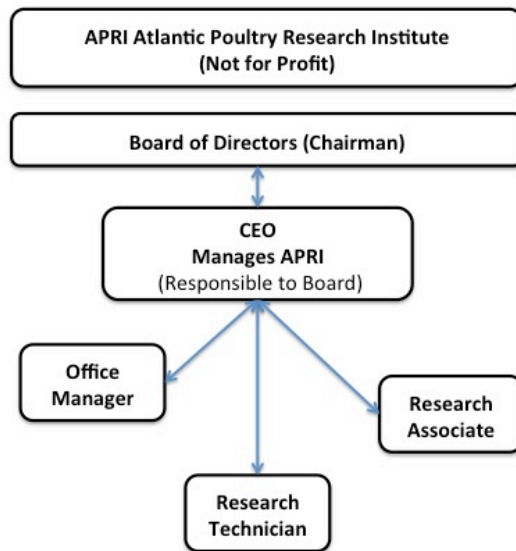 APRI Atlantic Poultry Research Institute
(Not for Profit)
Board of Directors (Chairman)
CEO
Manages APRI
(Responsible to Board)
Office
Manager
Research
Associate
Research
Technician